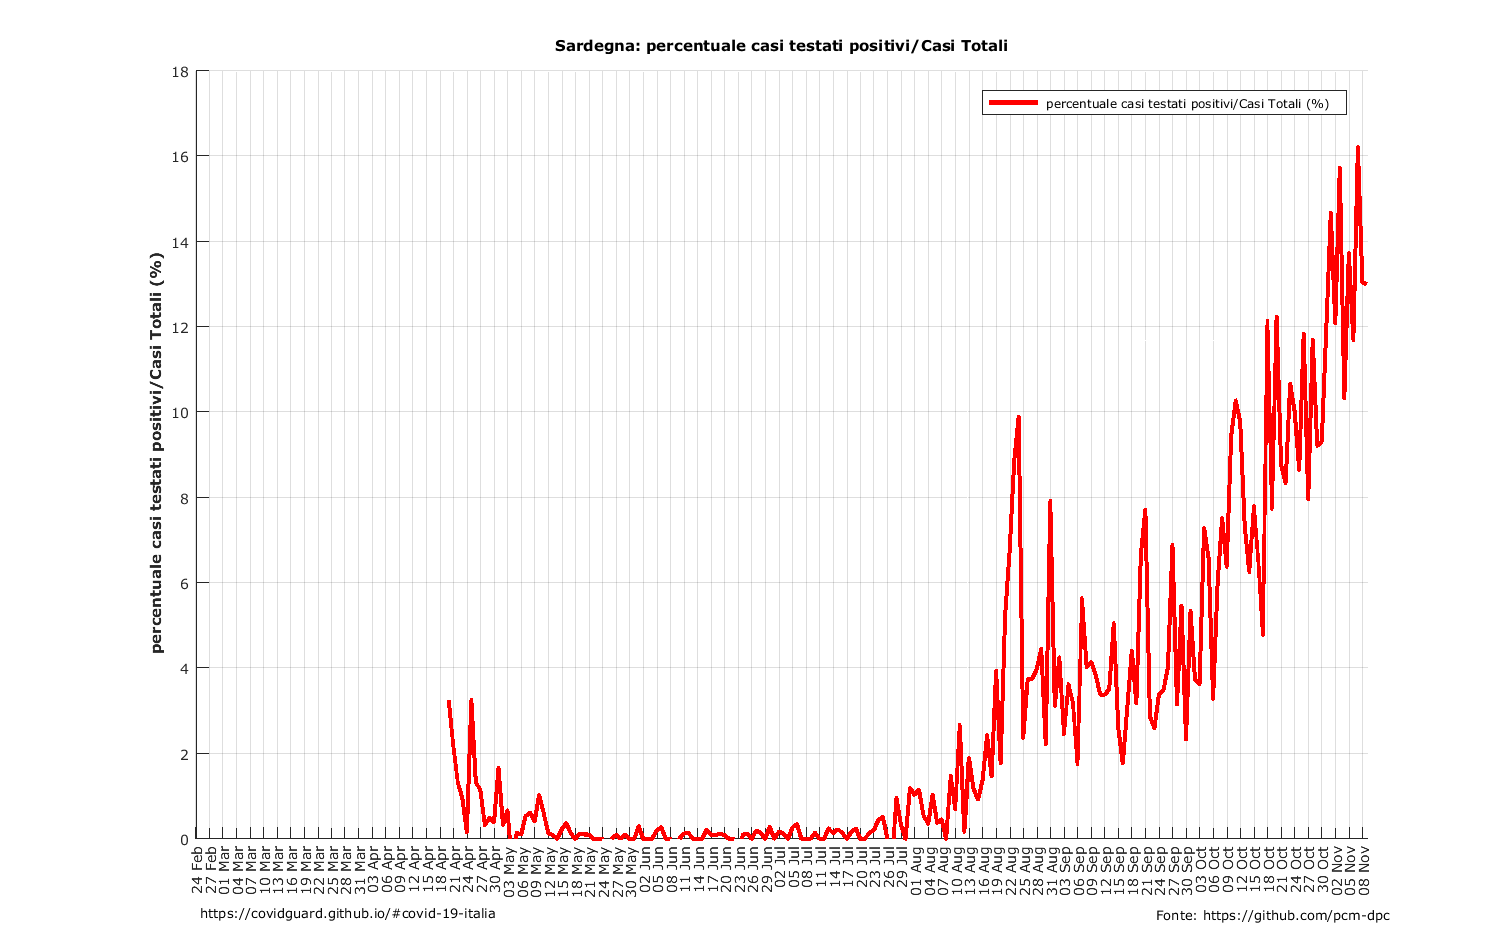 Sardegna: percentuale casi testati positivi/Casi Totali
percentuale casi testati positivi/Casi Totali (%)
percentuale casi testati positivi/Casi Totali (%)
18
16
14
12
10
8
6
4
2
0
24 Feb
27 Feb
01 Mar
04 Mar
07 Mar
10 Mar
13 Mar
16 Mar
19 Mar
22 Mar
25 Mar
28 Mar
31 Mar
03 Apr
06 Apr
09 Apr
12 Apr
15 Apr
18 Apr
21 Apr
24 Apr
27 Apr
30 Apr
03 May
06 May
09 May
12 May
15 May
18 May
21 May
24 May
27 May
30 May
02 Jun
05 Jun
08 Jun
11 Jun
14 Jun
17 Jun
20 Jun
23 Jun
26 Jun
29 Jun
02 Jul
05 Jul
08 Jul
11 Jul
14 Jul
17 Jul
20 Jul
23 Jul
26 Jul
29 Jul
01 Aug
04 Aug
07 Aug
10 Aug
13 Aug
16 Aug
19 Aug
22 Aug
25 Aug
28 Aug
31 Aug
03 Sep
06 Sep
09 Sep
12 Sep
15 Sep
18 Sep
21 Sep
24 Sep
27 Sep
30 Sep
03 Oct
06 Oct
09 Oct
12 Oct
15 Oct
18 Oct
21 Oct
24 Oct
27 Oct
30 Oct
02 Nov
05 Nov
08 Nov
https://covidguard.github.io/#covid-19-italia
Fonte: https://github.com/pcm-dpc